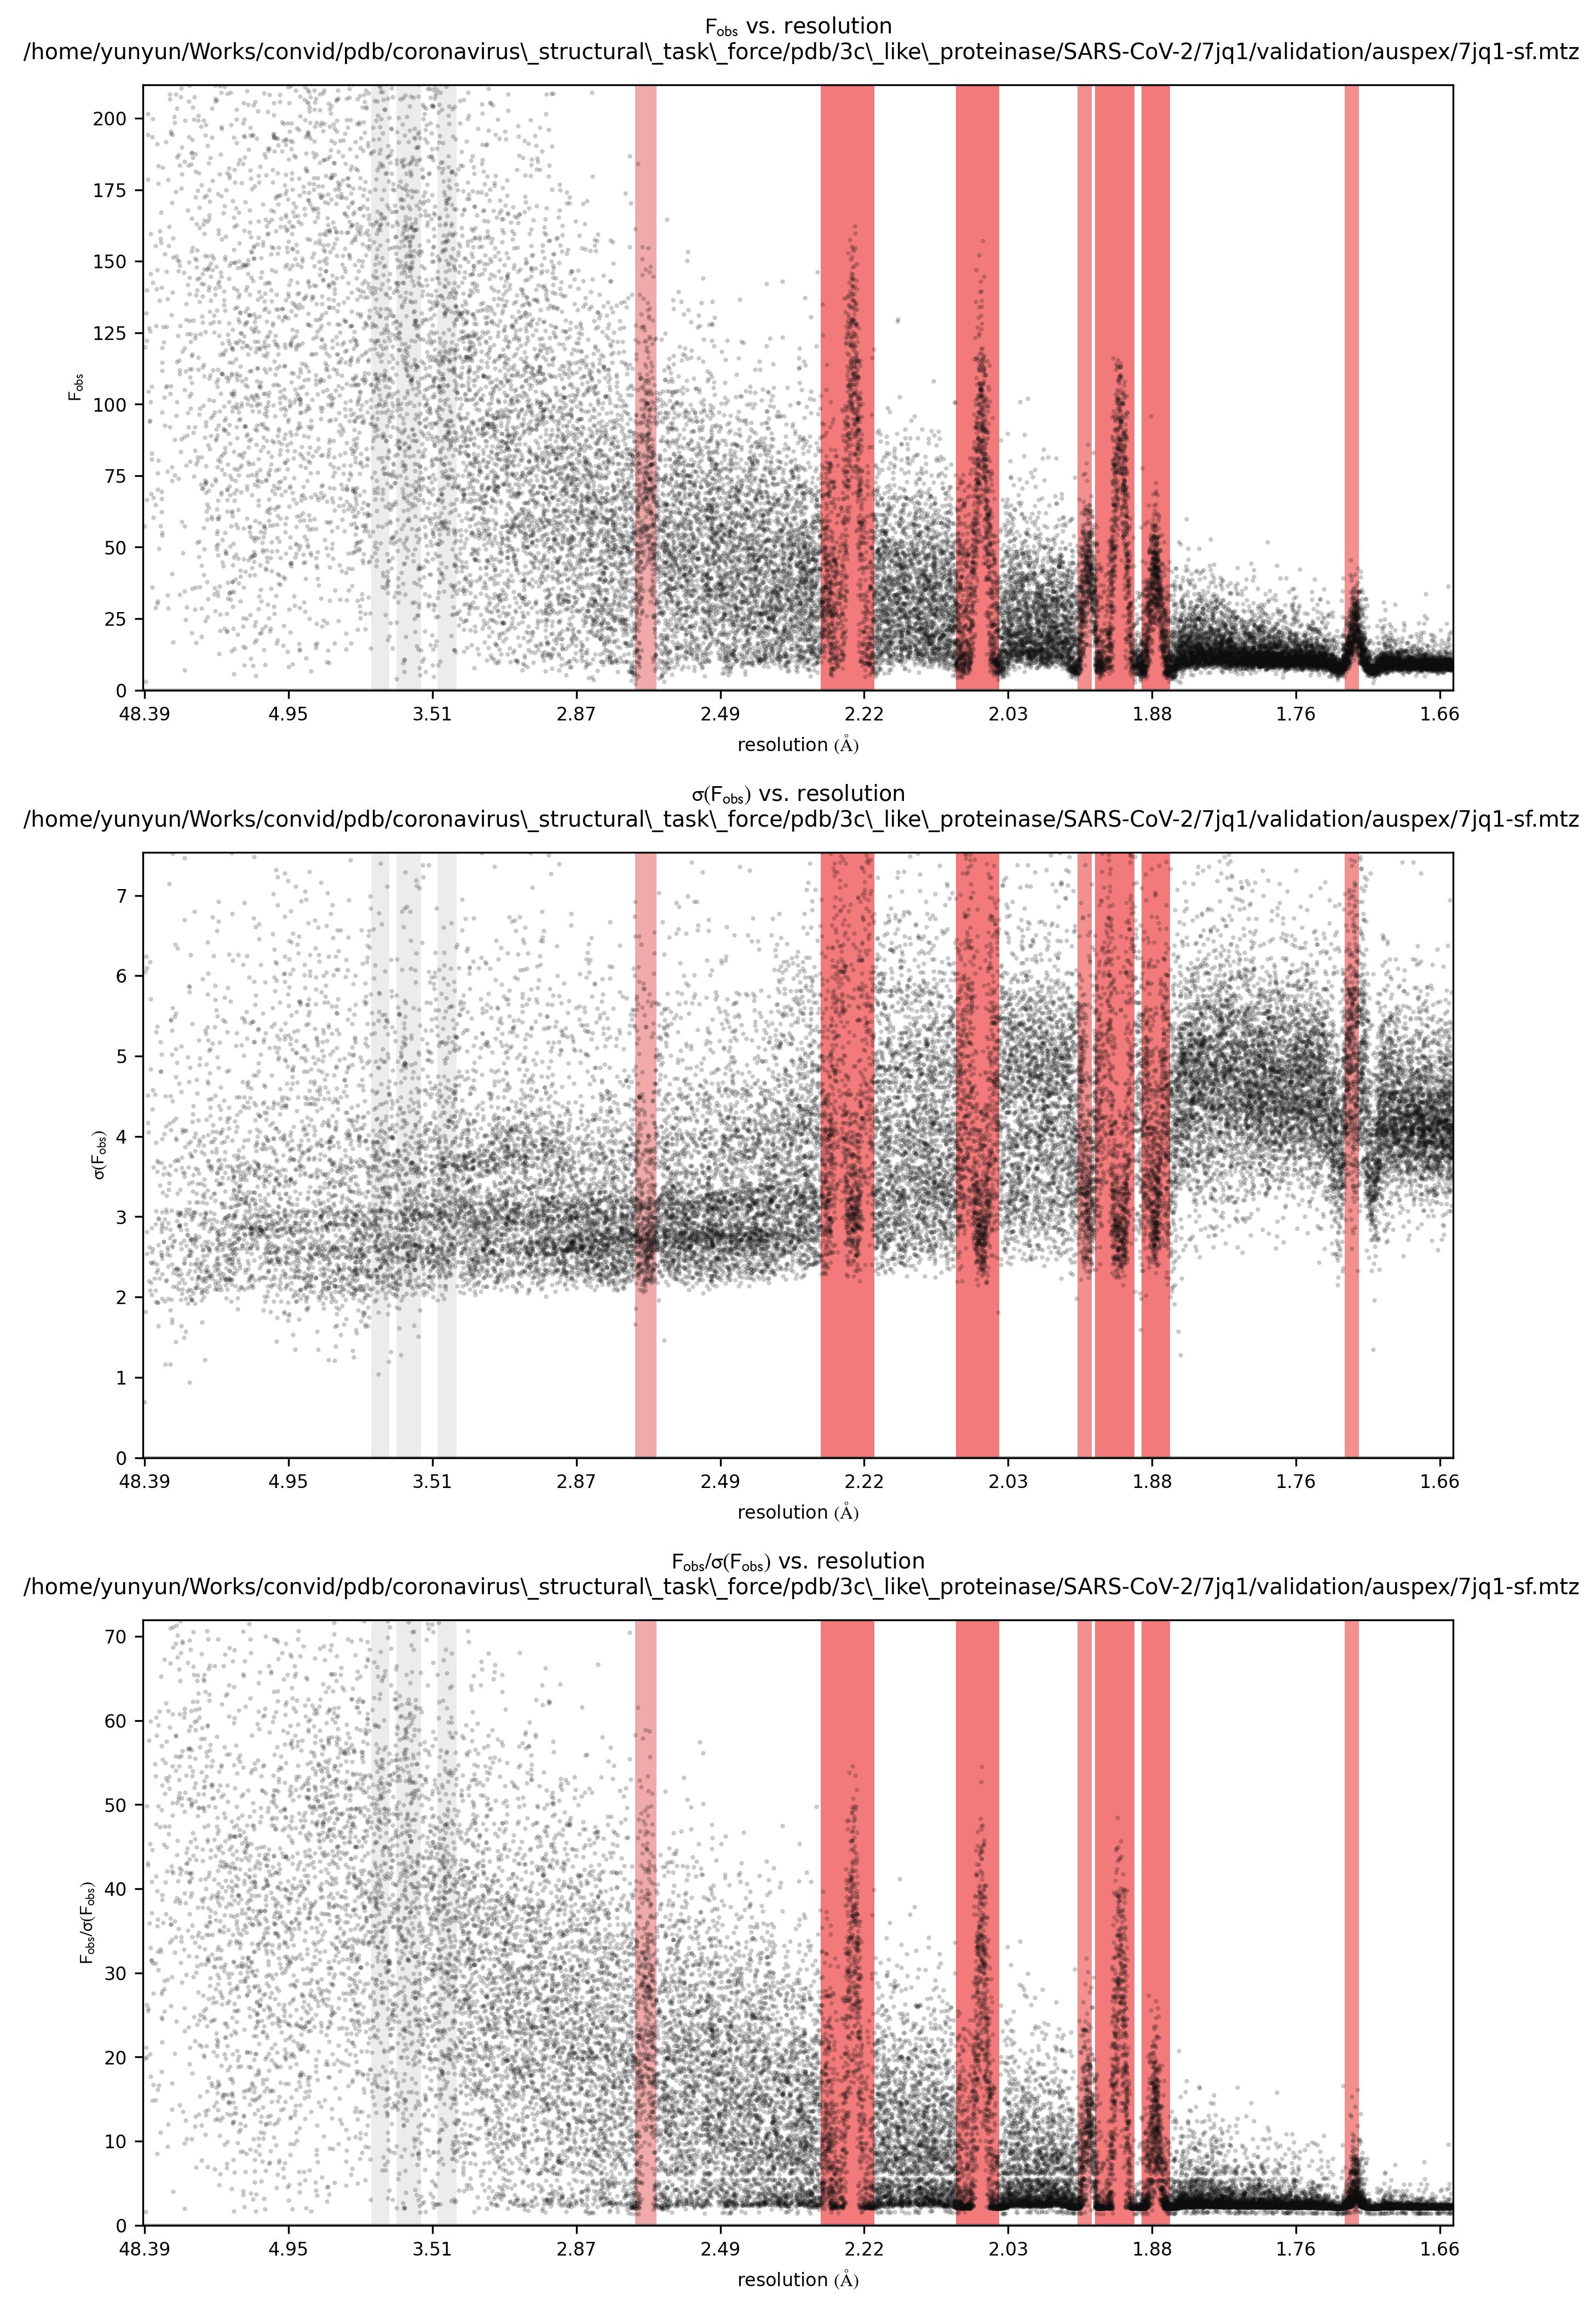 F_obs vs. resolution
/home/yunyun/Works/convid/pdb/coronavirus\_structural\_task\_force/pdb/3c\_like\_proteinase/SARS-CoV-2/7jq1/validation/auspex/7jq1-sf.mtz
200
175
150
125
100
75
50
25
0
F_obs
48.39 4.95 3.51 2.87 2.49 2.22 2.03 1.88 1.76 1.66
resolution (Å)
σ(F_obs) vs. resolution
/home/yunyun/Works/convid/pdb/coronavirus\_structural\_task\_force/pdb/3c\_like\_proteinase/SARS-CoV-2/7jq1/validation/auspex/7jq1-sf.mtz
7
6
5
4
3
2
1
0
σ(F_obs)
48.39 4.95 3.51 2.87 2.49 2.22 2.03 1.88 1.76 1.66
resolution (Å)
F_obs/σ(F_obs) vs. resolution
/home/yunyun/Works/convid/pdb/coronavirus\_structural\_task\_force/pdb/3c\_like\_proteinase/SARS-CoV-2/7jq1/validation/auspex/7jq1-sf.mtz
70
60
50
40
30
20
10
0
F_obs/σ(F_obs)
48.39 4.95 3.51 2.87 2.49 2.22 2.03 1.88 1.76 1.66
resolution (Å)